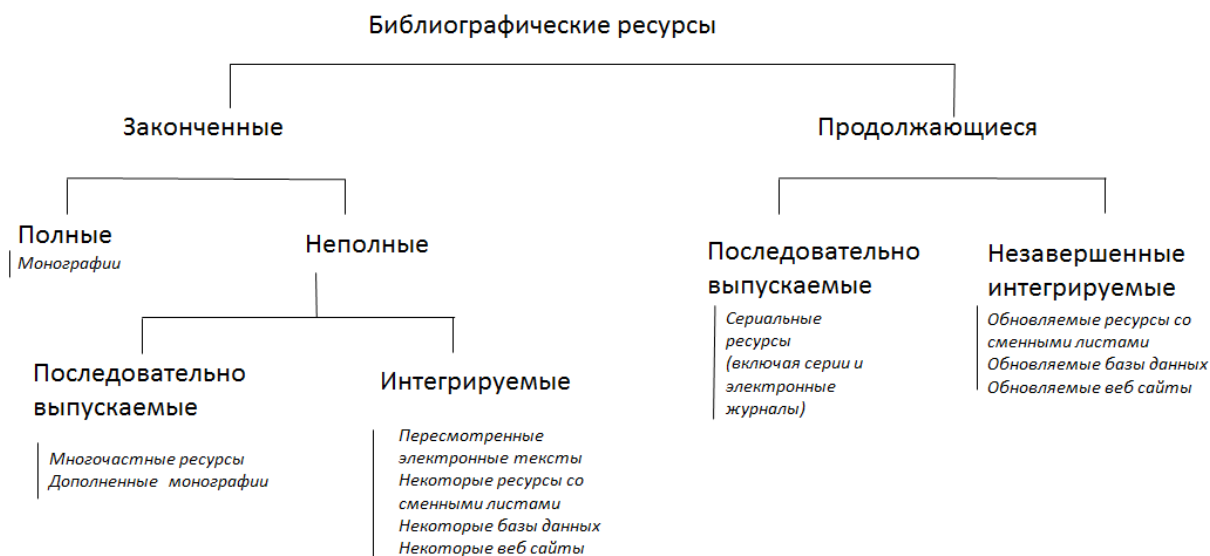 Библиографические ресурсы
Законченные
Продолжающиеся
Полные
Монографии
Неполные
Последовательно
выпускаемые
Многочастные ресурсы
Дополненные монографии
Интегрируемые
Пересмотренные
электронные тексты
Некоторые ресурсы со
сменными листами
Некоторые базы данных
Некоторые веб сайты
Последовательно
выпускаемые
Сериальные
ресурсы
(включая серии и
электронные
журналы)
Незавершенные
интегрируемые
Обновляемые ресурсы со
сменными листами
Обновляемые базы данных
Обновляемые веб сайты